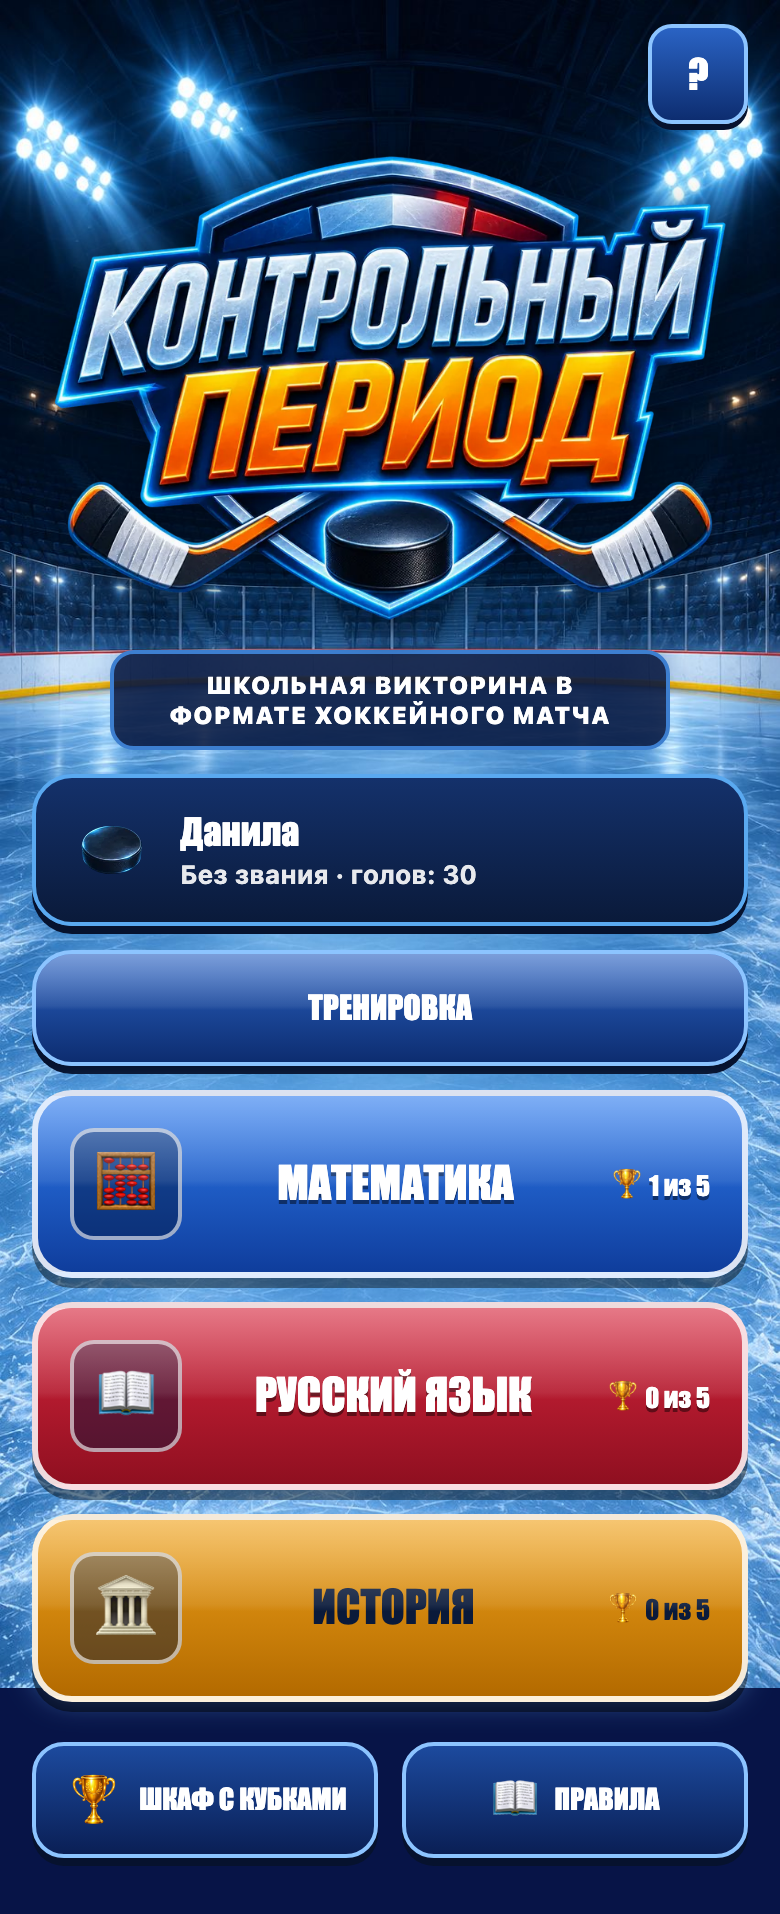 ?
КОНТРОЛЬНЫЙ
ПЕРИОД
ШКОЛЬНАЯ ВИКТОРИНА В
ФОРМАТЕ ХОККЕЙНОГО МАТЧА
Данила
Без звания · голов: 30
ТРЕНИРОВКА
МАТЕМАТИКА
1 из 5
РУССКИЙ ЯЗЫК
0 из 5
ИСТОРИЯ
0 из 5
ШКАФ С КУБКАМИ
ПРАВИЛА